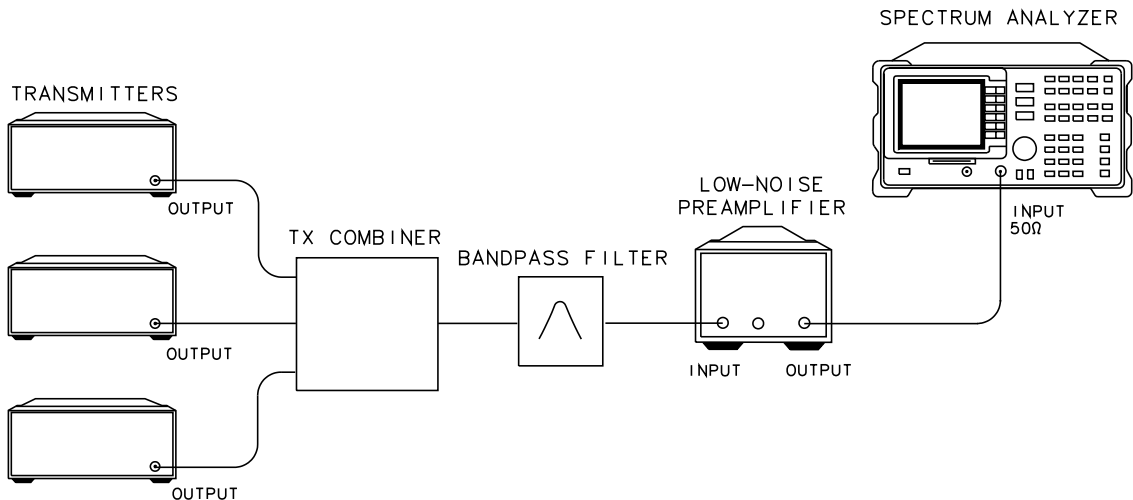 SPECTRUM ANALYZER
TRANSMITTERS
OUTPUT
LOW-NOISE
PREAMPLIFIER
INPUT
50Ω
TX COMBINER
BANDPASS FILTER
OUTPUT
INPUT
OUTPUT
OUTPUT